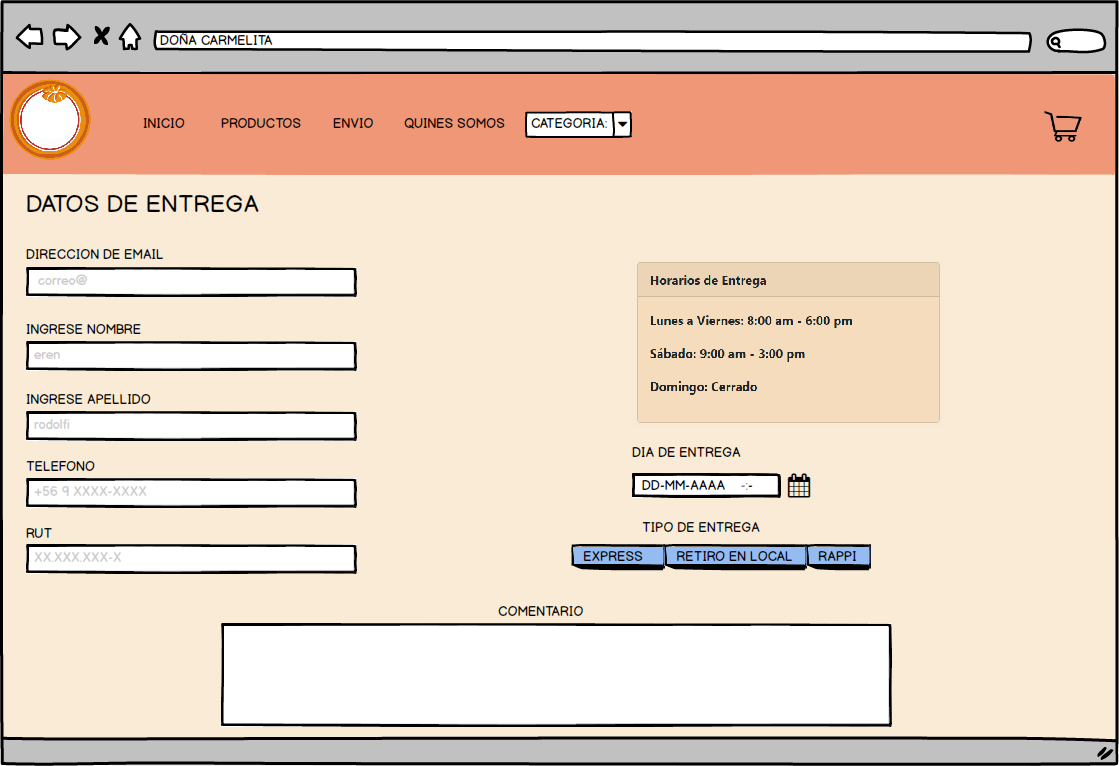 DOÑA CARMELITA
INICIO PRODUCTOS ENVIO QUINES SOMOS CATEGORIA:
DATOS DE ENTREGA
DIRECCION DE EMAIL
correo@
INGRESE NOMBRE
eren
INGRESE APELLIDO
rodolfi
TELEFONO
+56 9 XXXX-XXXX
RUT
XX.XXX.XXX-X
Horarios de Entrega
Lunes a Viernes: 8:00 am - 6:00 pm
Sábado: 9:00 am - 3:00 pm
Domingo: Cerrado
DIA DE ENTREGA
DD-MM-AAAA -:-
TIPO DE ENTREGA
EXPRESS RETIRO EN LOCAL RAPPI
COMENTARIO